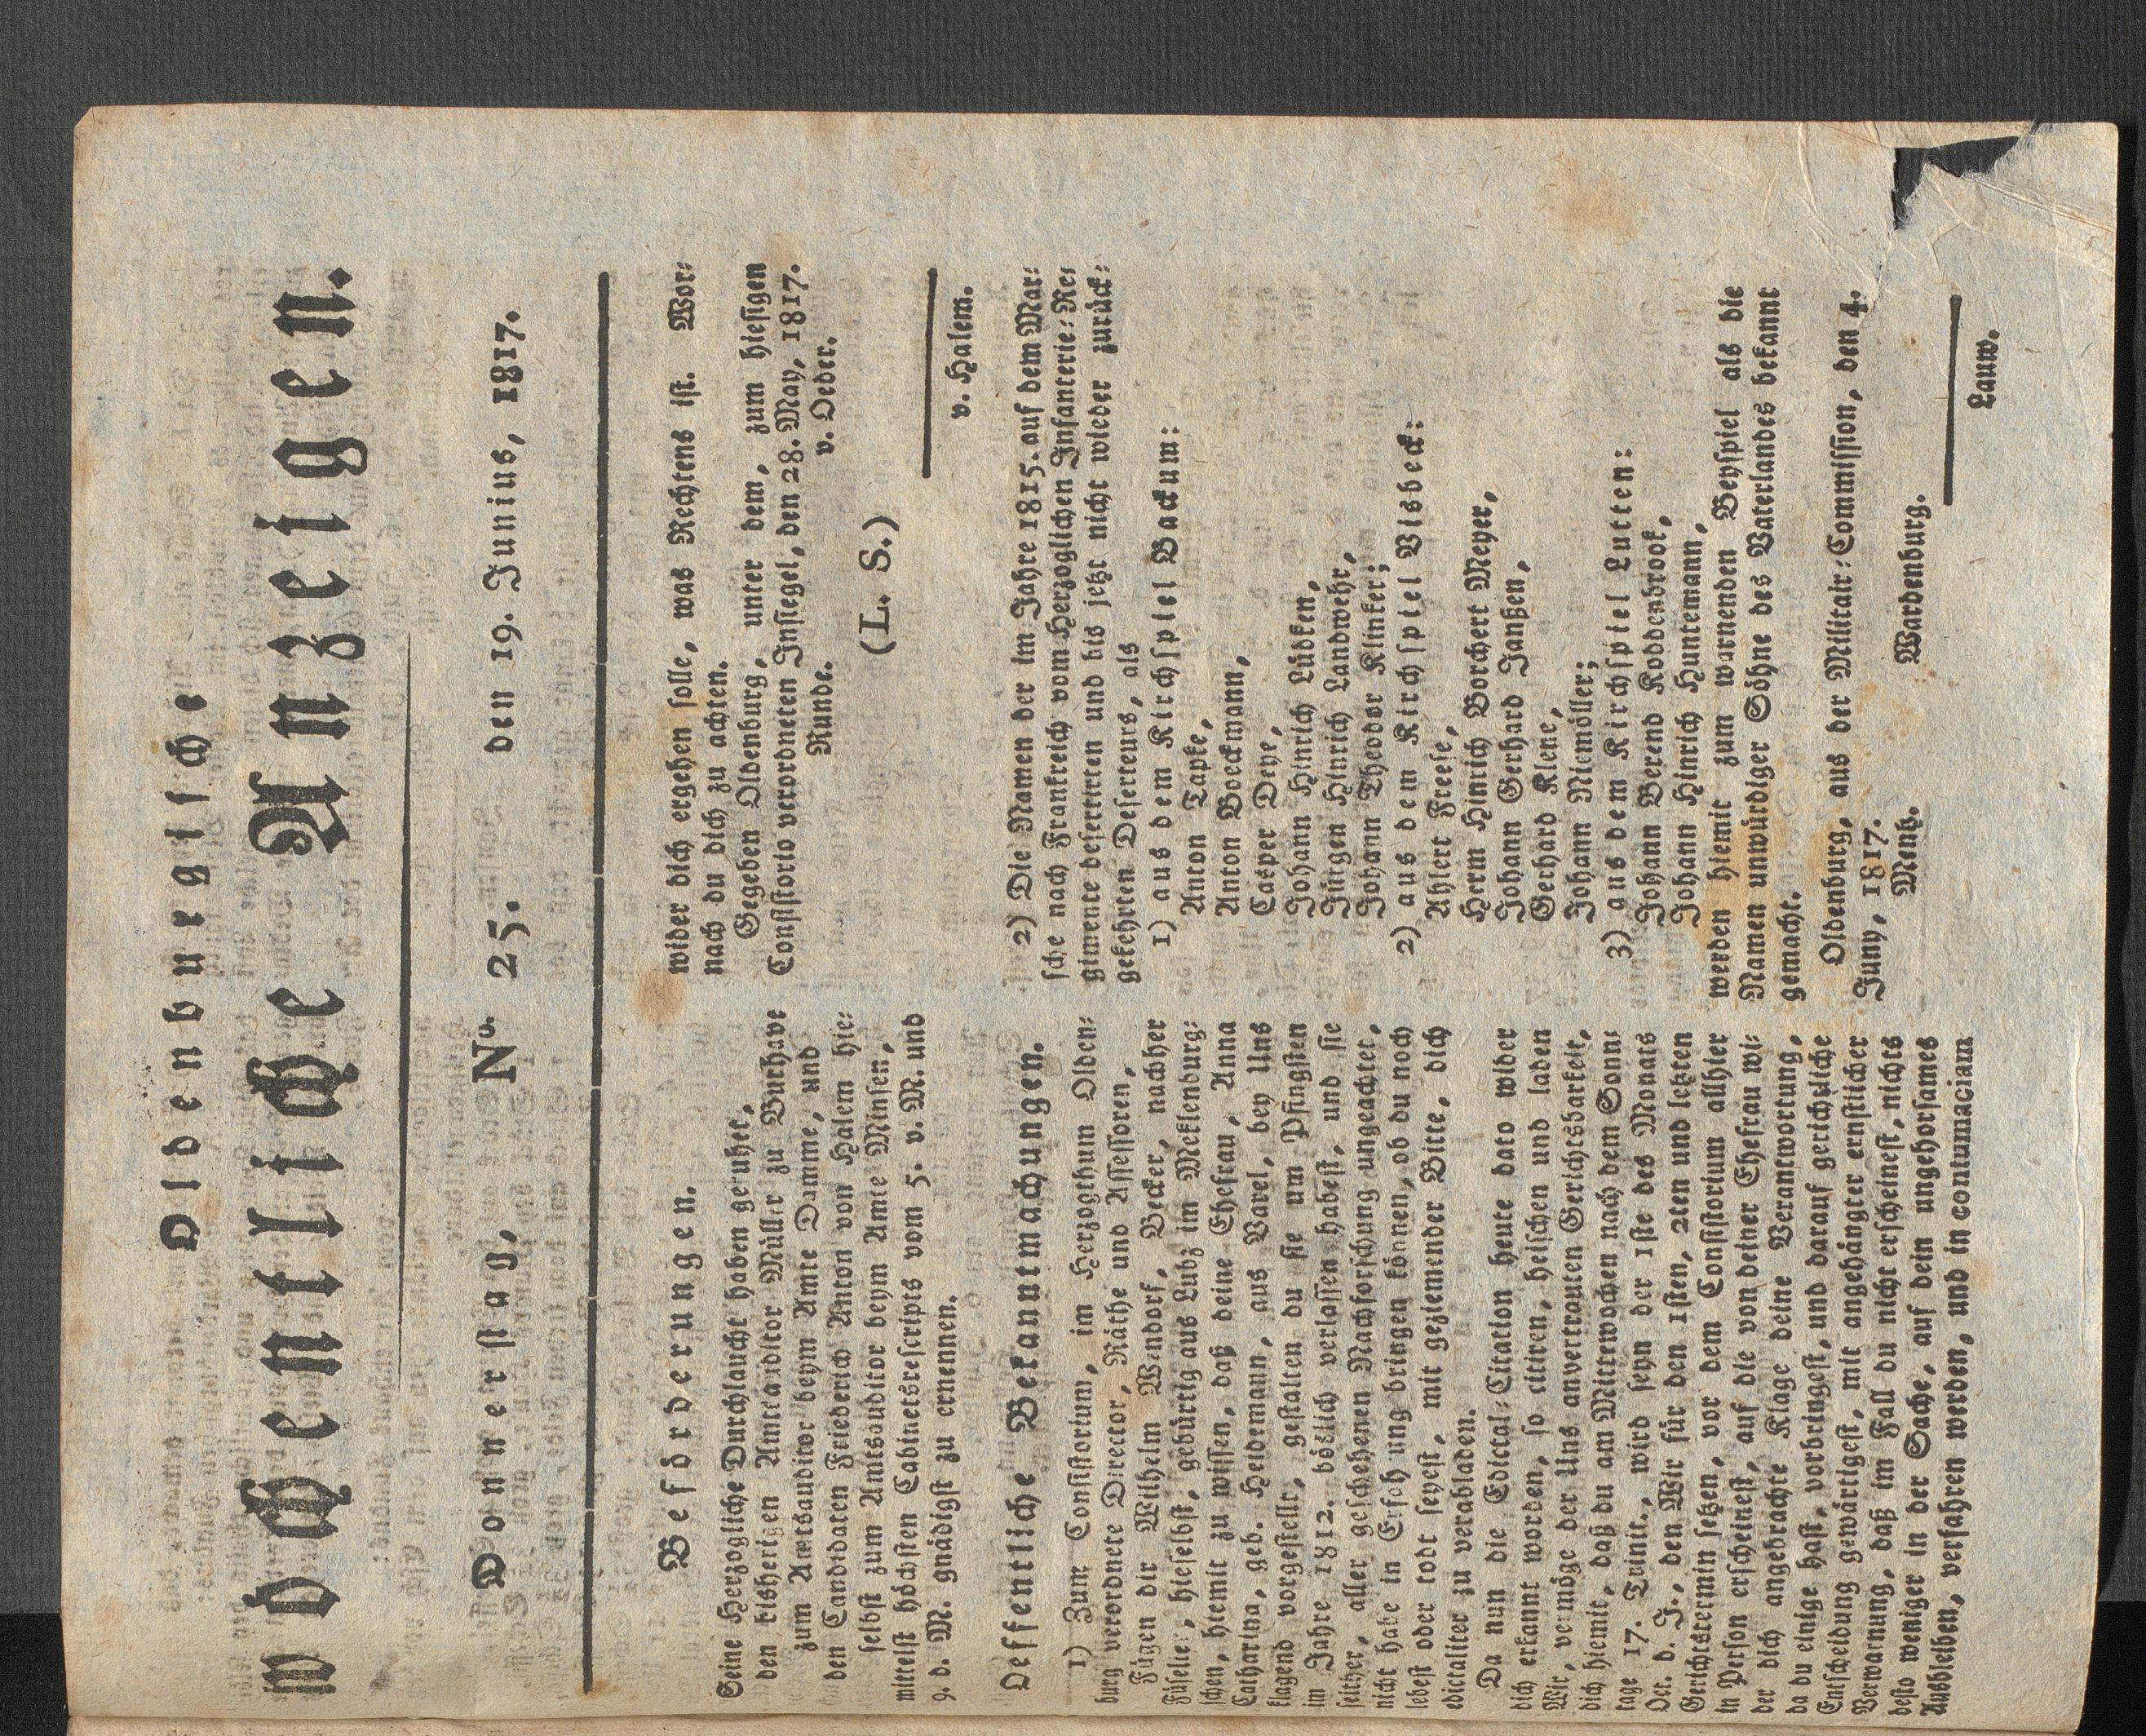 Oldenburgische
wöchentliche Anzeigen.
Donnerstag, No. 25. den 19. Junius, 1817.
Beförderungen.
Seine Herzogliche Durchlaucht haben geruhet,
den bisherigen Amtsauditor Müller zu Burhave
zum Amtsauditor beym Amte Damme, und
den Candidaten Friederich Anton von Halem hie-
selbst zum Amtsauditor beym Amte Minsen,
mittelst höchsten Cabinetsrescripts vom 5. v. M. und
9. d. M. gnädigst zu ernennen.
Oeffentliche Bekanntmachungen.
1) Zum Consistorium, im Herzogthum Olden-
burg verordnete Director, Räthe und Assessoren,
Fügen dir Wilhelm Wendorf, Becker, nacher
Füselier, hieselbst, gebürtig aus Lubz im Meklenburg-
schen, hiemit zu wissen, daß deine Ehefrau, Anna
Catharina, geb. Heidemann, aus Varel, bey Uns
klagend vorgestellt, gestalten du sie um Pfingsten
im Jahre 1812. böslich verlassen habest, und sie
seither, aller geschehenen Nachforschung ungeachtet,
nicht habe in Erfahrung bringen können, ob du noch
lebest oder todt seyest, mit geziemender Bitte, dich
edictaliter zu verabladen.
Da nun die Edictal-Citation heute dato wider
dich erkannt worden, so citiren, heischen und laden
Wir, vermöge der Uns anvertrauten Gerichtsbarkeit,
dich hiemit, daß du am Mittewochen nach dem Sonn-
tage 17. Trinit., wird seyn der 1ste des Monats
Oct. d. J., den Wir für den 1sten, 2ten und letzten
Gerichtstermin setzen, vor dem Consistorium allhier
in Person erscheinest, auf die von deiner Ehefrau wi-
der dich angebrachte Klage deine Verantwortung,
da du einige hast, vorbringest, und darauf gerichtliche
Entscheidung gewärtigest, mit angehängter ernstlicher
Verwarnung, daß im Fall du nicht erscheinest, nichts
desto weniger in der Sache, auf dein ungehorsames
Ausbleiben, verfahren werden, und in contumaciam
wider dich ergehen solle, was Rechtens ist. Wor-
nach du dich zu achten.
Gegeben Oldenburg, unter dem, zum hiesigen
Consistorio verordneten Insiegel, den 28. May, 1817.
Runde. v. Oeder.
(L. S.)
v. Halem.
2) Die Namen der im Jahre 1815. auf dem Mar-
sche nach Frankreich vom Herzoglichen Infanterie-Re-
gimente desertirten und bis jetzt nicht wieder zurück-
gekehrten Deserteurs, als
1) aus dem Kirchspiel Backum:
Anton Tapke,
Anton Boeckmann,
Casper Deye,
Johann Hinrich Lübken,
Jürgen Hinrich Landwehr,
Johann Theodor Klinker;
2) aus dem Kirchspiel Visbeck:
Ahlert Freese,
Herm Hinrich Borchert Meyer,
Johann Gerhard Janßen,
Gerhard Klene,
Johann Niemöller;
3) aus dem Kirchspiel Lutten:
Johann Berend Koddenbrook,
Johann Hinrich Huntemann,
werden hiemit zum warnenden Beyspiel als die
Namen unwürdiger Söhne des Vaterlandes bekannt
gemacht.
Oldenburg, aus der Militair-Commission, den 4.
Juny, 1817.
Mentz. Wardenburg.
Lauw.